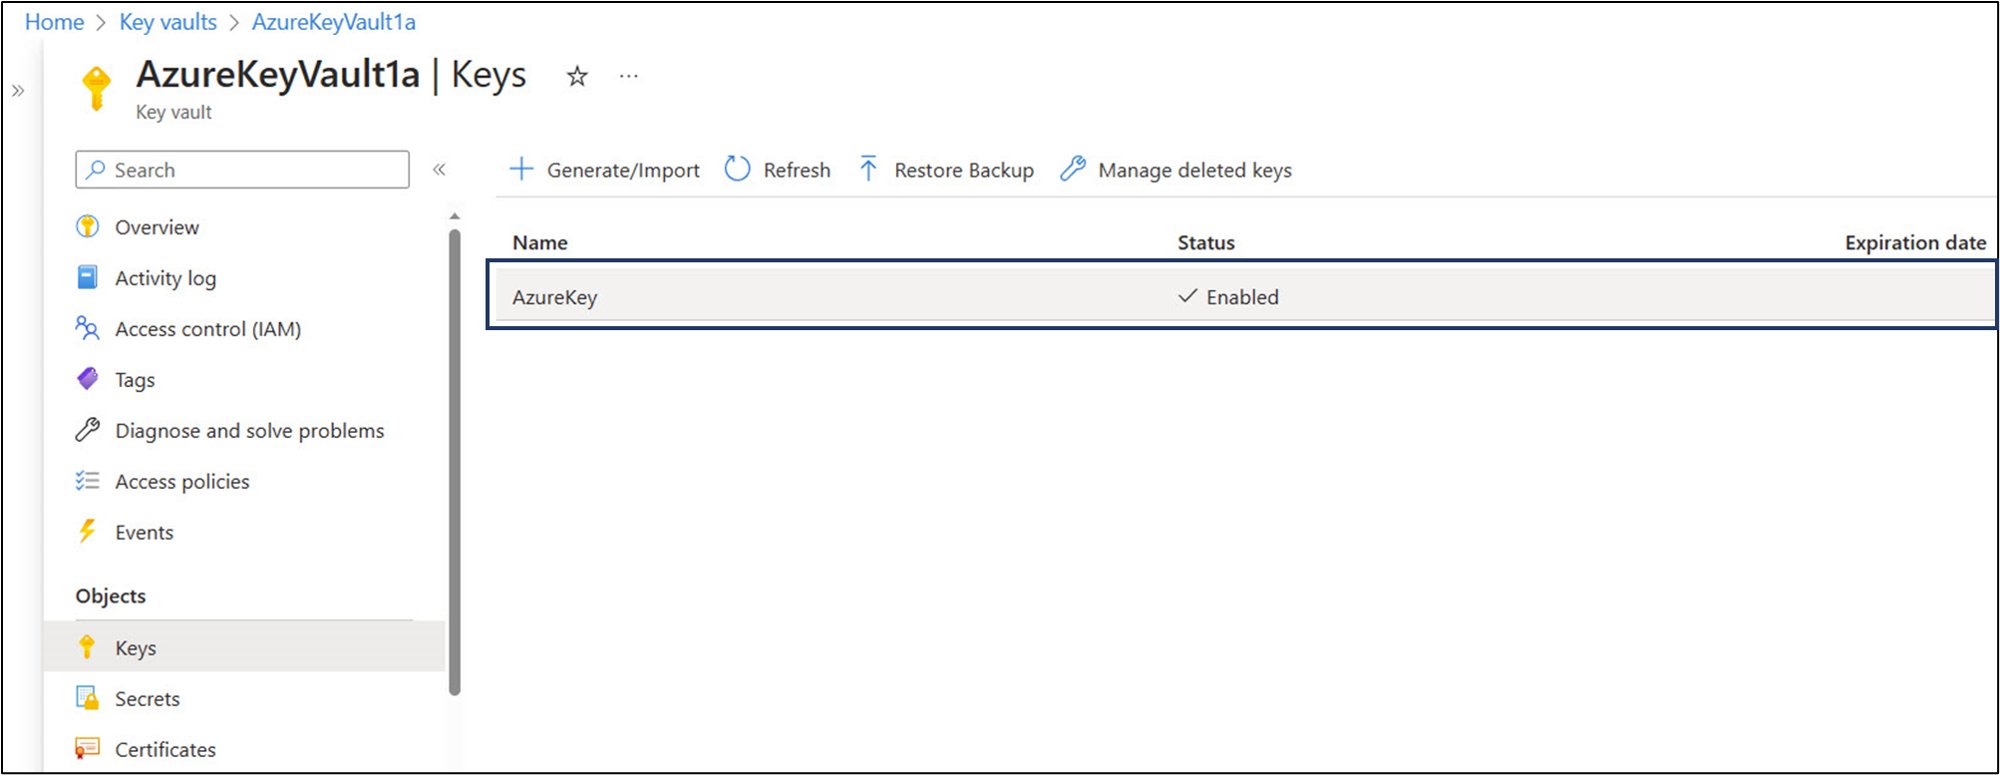 Home > Key vaults > AzureKeyVault1a
AzureKeyVault1a | Keys
Key vault
Search
Generate/Import Refresh Restore Backup Manage deleted keys
Overview
Activity log
Access control (IAM)
Tags
Diagnose and solve problems
Access policies
Events
Objects
Keys
Secrets
Certificates
Name Status Expiration date
AzureKey Enabled